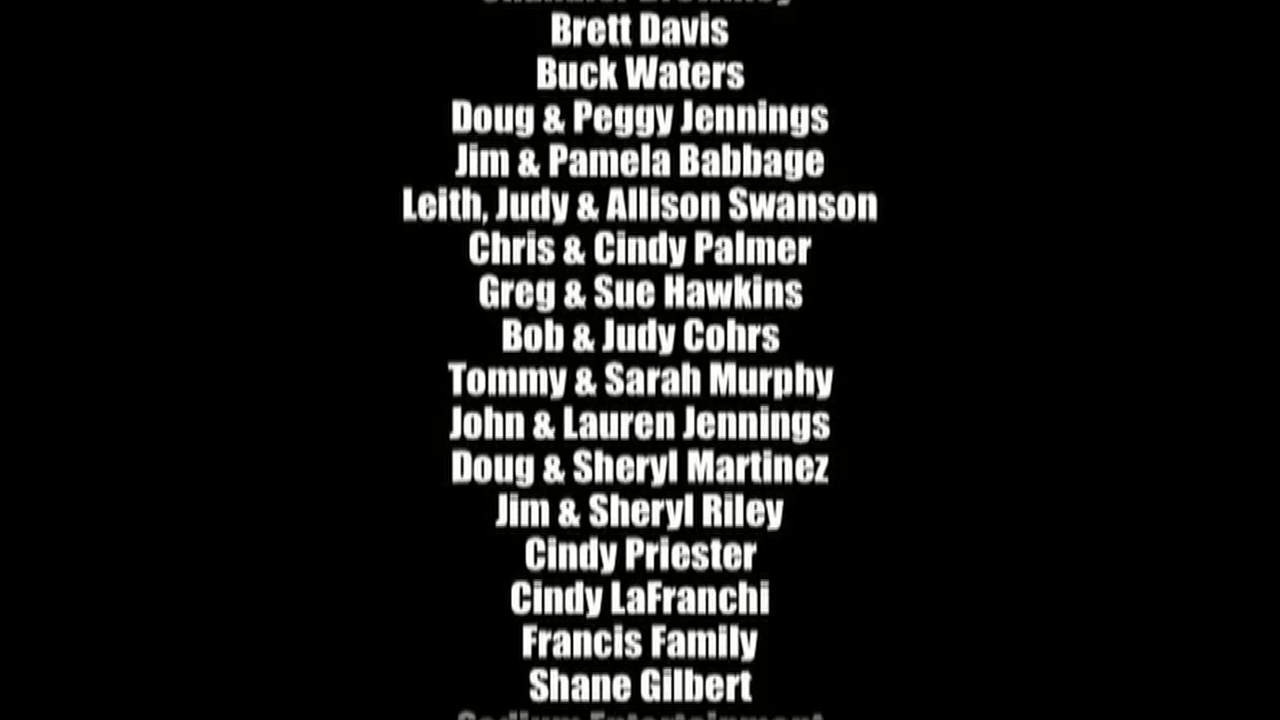 Brett Davis
Buck Waters
Doug & Peggy Jennings
Jim & Pamela Babbage
Leith, Judy & Allison Swanson
Chris & Cindy Palmer
Greg & Sue Hawkins
Bob & Judy Cohrs
Tommy & Sarah Murphy
John & Lauren Jennings
Doug & Sheryl Martinez
Jim & Sheryl Riley
Cindy Priester
Cindy LaFranchi
Francis Family
Shane Gilbert